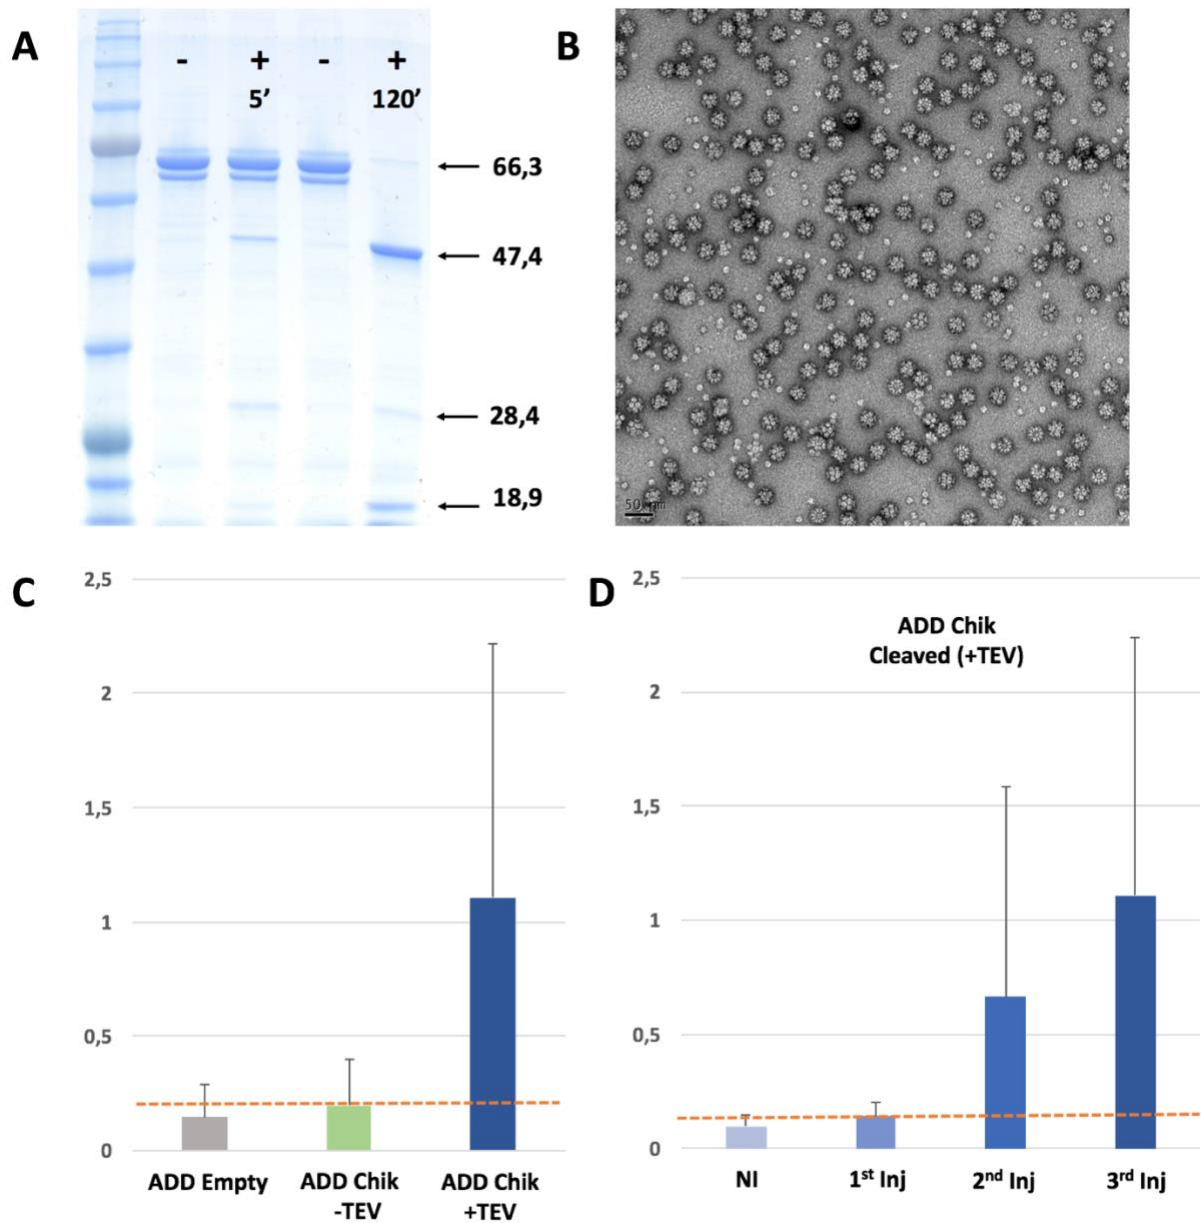 A
- + - +
5’ 120’
66,3
47,4
28,4
18,9
B
50 nm
C
2,5
2
1,5
1
0,5
0
ADD Empty
ADD Chik
-TEV
ADD Chik
+TEV
D
2,5
ADD Chik
Cleaved (+TEV)
2
1,5
1
0,5
0
NI
1st Inj
2nd Inj
3rd Inj